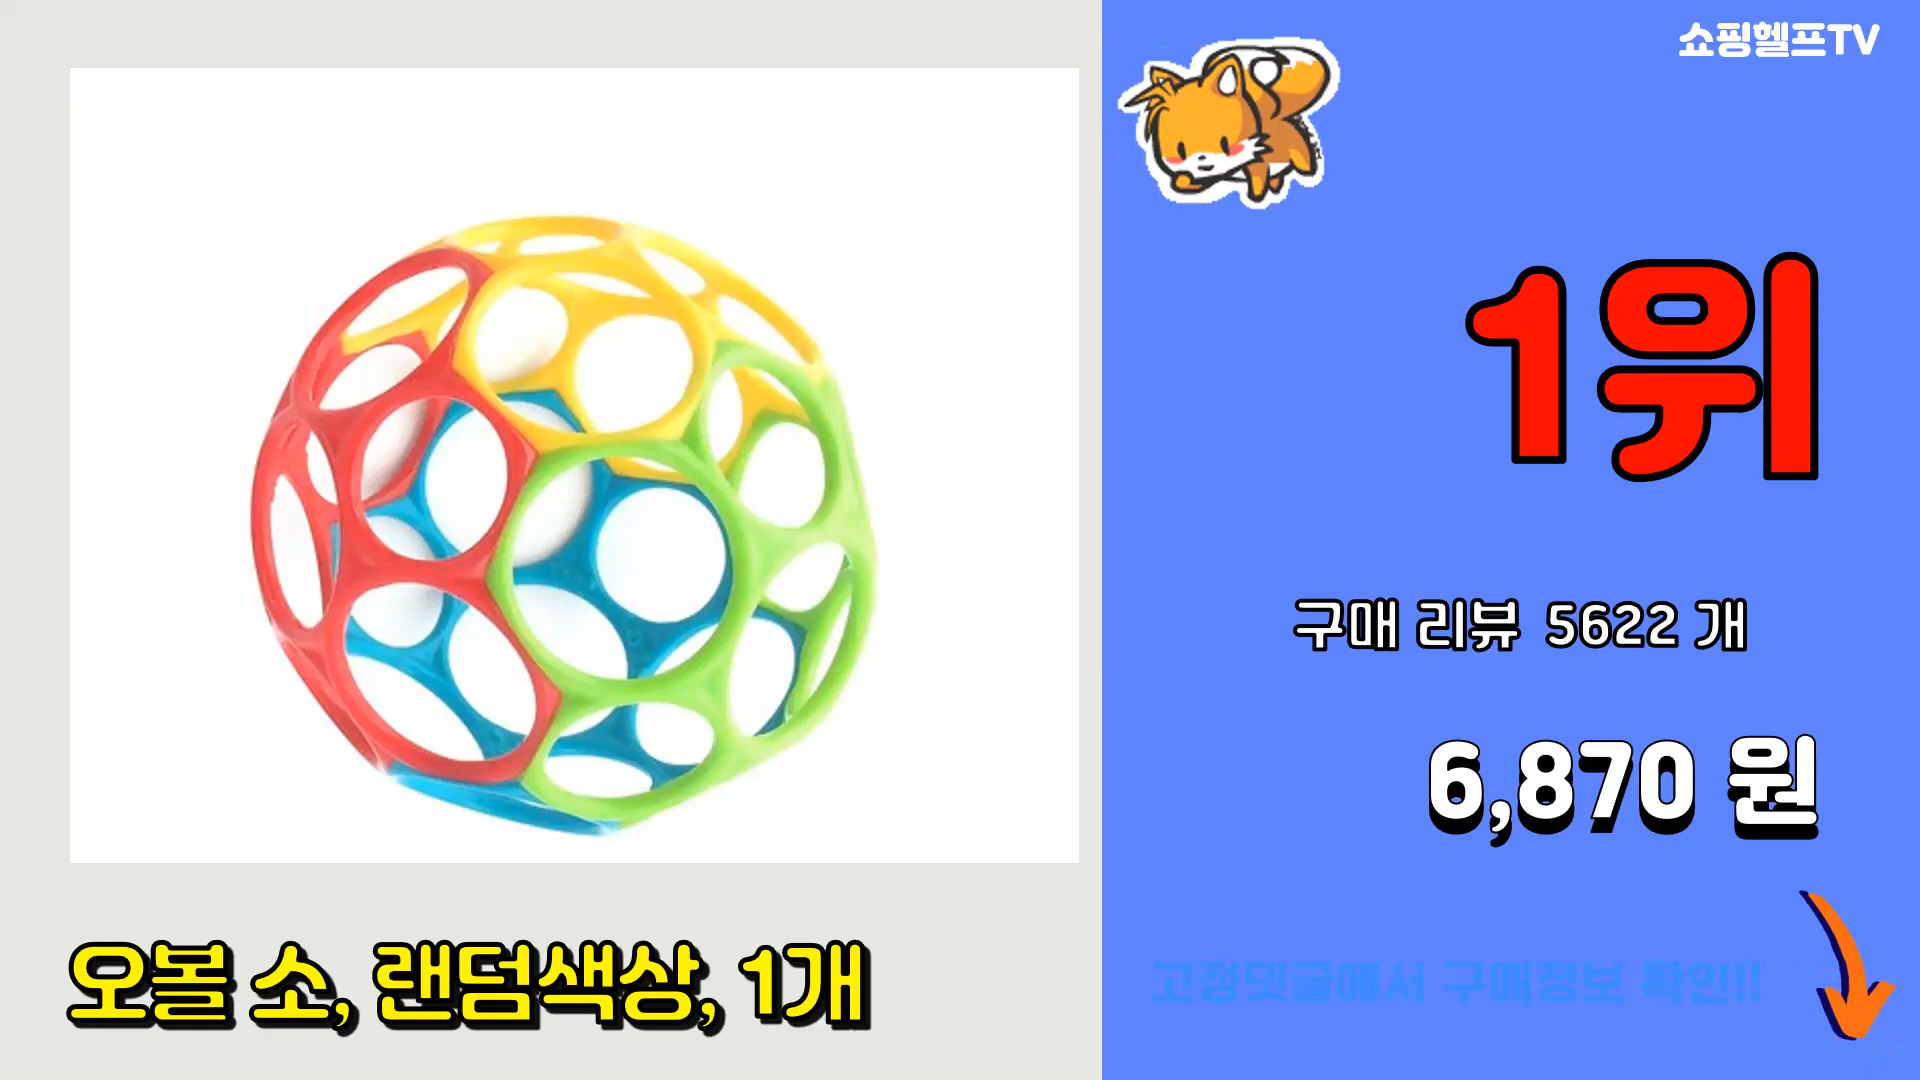 쇼핑헬프TV
1위
구매 리뷰 5622 개
6,870 원
오볼 소, 랜덤색상, 1개
고정댓글에서 구매정보 확인!!